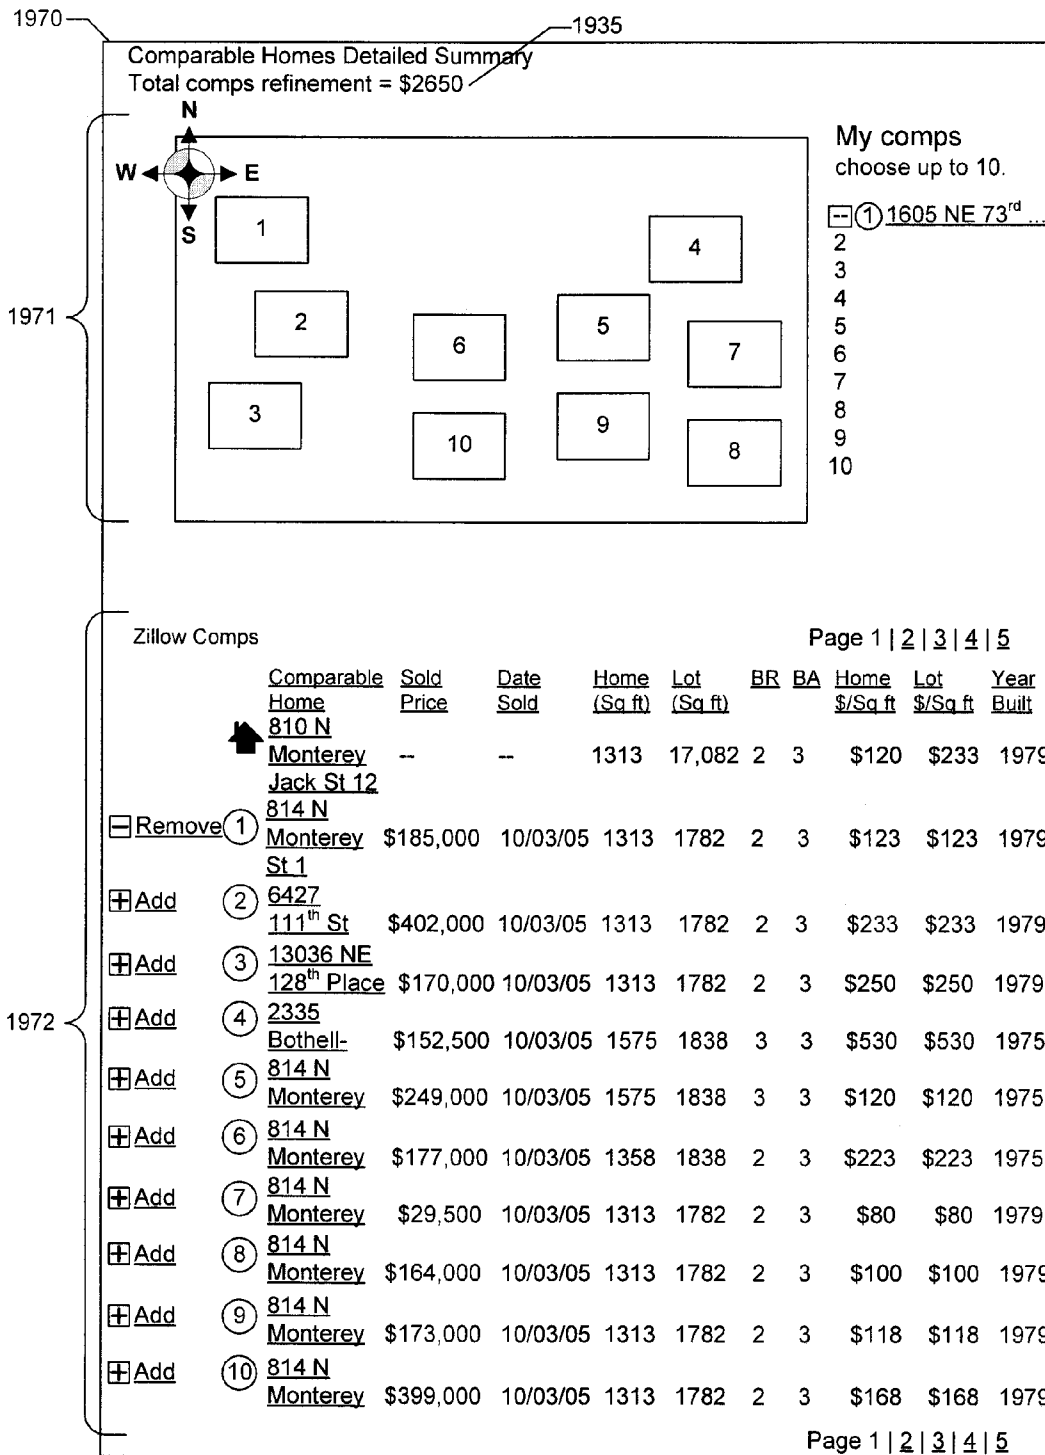 1970
1935
Comparable Homes Detailed Summary
Total comps refinement = $2650
N
W E
S
1971
1
2
3
4
5
6
7
8
9
10
My comps
choose up to 10.
-- 1 1605 NE 73rd ...
2
3
4
5
6
7
8
9
10
1972
Zillow Comps Page 1 | 2 | 3 | 4 | 5
Comparable Sold Date Home Lot BR BA Home Lot Year
Home Price Sold (Sq ft) (Sq ft) $/Sq ft $/Sq ft Built
810 N
Monterey -- -- 1313 17,082 2 3 $120 $233 1979
Jack St 12
814 N
Remove 1 Monterey $185,000 10/03/05 1313 1782 2 3 $123 $123 1979
St 1
+ Add 2 6427
111th St $402,000 10/03/05 1313 1782 2 3 $233 $233 1979
+ Add 3 13036 NE
128th Place $170,000 10/03/05 1313 1782 2 3 $250 $250 1979
+ Add 4 2335
Bothell- $152,500 10/03/05 1575 1838 3 3 $530 $530 1975
+ Add 5 814 N
Monterey $249,000 10/03/05 1575 1838 3 3 $120 $120 1975
+ Add 6 814 N
Monterey $177,000 10/03/05 1358 1838 2 3 $223 $223 1975
+ Add 7 814 N
Monterey $29,500 10/03/05 1313 1782 2 3 $80 $80 1979
+ Add 8 814 N
Monterey $164,000 10/03/05 1313 1782 2 3 $100 $100 1979
+ Add 9 814 N
Monterey $173,000 10/03/05 1313 1782 2 3 $118 $118 1979
+ Add 10 814 N
Monterey $399,000 10/03/05 1313 1782 2 3 $168 $168 1979
Page 1 | 2 | 3 | 4 | 5